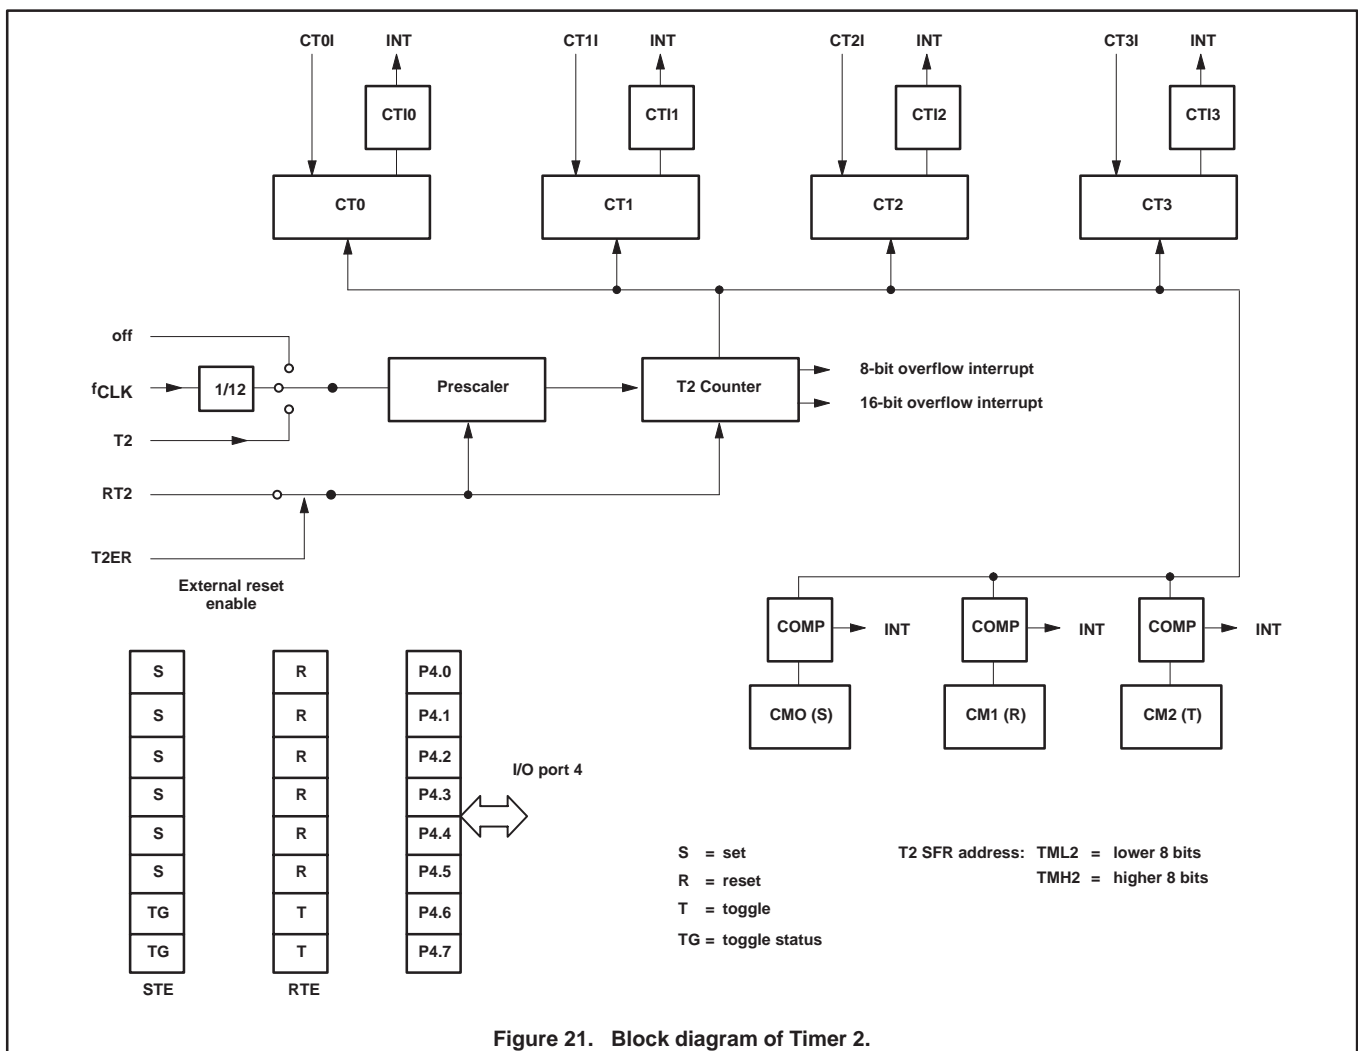 CT0I INT CT1I INT CT2I INT CT3I INT
CTI0 CTI1 CTI2 CTI3
CT0 CT1 CT2 CT3
off
fCLK 1/12 Prescaler T2 Counter
8-bit overflow interrupt
16-bit overflow interrupt
T2
RT2
T2ER
External reset
enable
COMP INT COMP INT COMP INT
CMO (S) CM1 (R) CM2 (T)
S R P4.0
S R P4.1
S R P4.2
S R P4.3
S R P4.4
S R P4.5
TG T P4.6
TG T P4.7
STE RTE
I/O port 4
S = set
R = reset
T = toggle
TG = toggle status
T2 SFR address: TML2 = lower 8 bits
TMH2 = higher 8 bits
Figure 21. Block diagram of Timer 2.